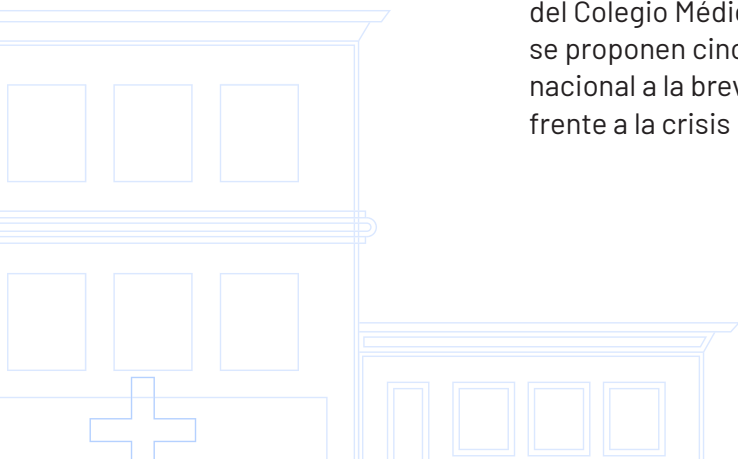 del Colegio
se proponen
nacional a la
frente a la crisis